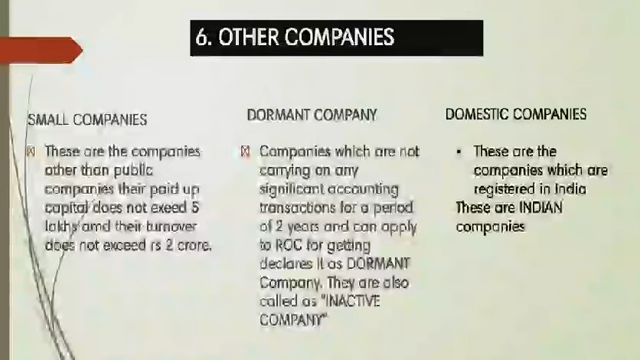 6. OTHER COMPANIES
SMALL COMPANIES
These are the companies
other than public
companies their paid up
capital does not exeed 5
lakhs and their turnover
does not exceed rs 2 crore.
DORMANT COMPANY
Companies which are not
carrying on any
significant accounting
transactions for a period
of 2 years and can apply
to ROC for getting
declares it as DORMANT
Company. They are also
called as "INACTIVE
COMPANY"
DOMESTIC COMPANIES
• These are the
companies which are
registered in India
These are INDIAN
companies